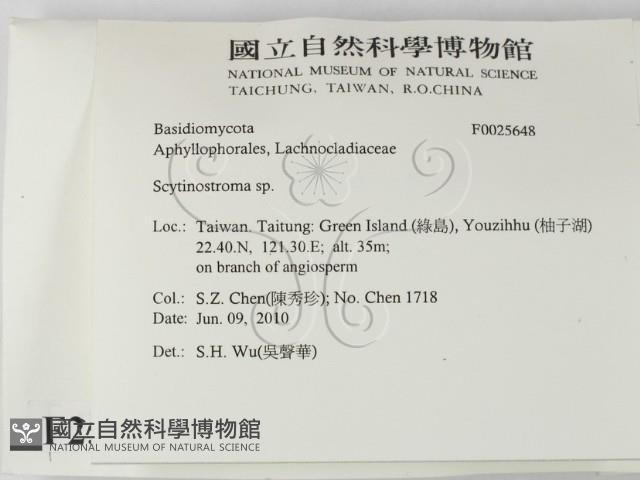 國立自然科學博物館
NATIONAL MUSEUM OF NATURAL SCIENCE
TAICHUNG, TAIWAN, R.O.CHINA
Basidiomycota F0025648
Aphyllophorales, Lachnocladiaceae
Scytinostroma sp.
Loc.: Taiwan. Taitung: Green Island (綠島), Youzihhu (柚子湖)
22.40.N, 121.30.E; alt. 35m;
on branch of angiosperm
Col.: S.Z. Chen(陳秀珍); No. Chen 1718
Date: Jun. 09, 2010
Det.: S.H. Wu(吳聲華)
F2.
國立自然科學博物館
NATIONAL MUSEUM OF NATURAL SCIENCE